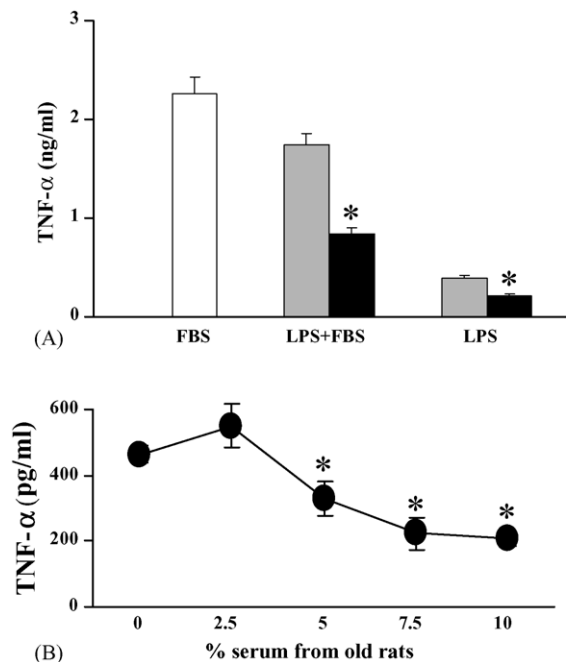 3
2
1
0
TNF-α (ng/ml)
*
*
(A)
FBS
LPS+FBS
LPS
600
400
200
0
TNF-α (pg/ml)
*
*
*
0 2.5 5 7.5 10
(B)
% serum from old rats